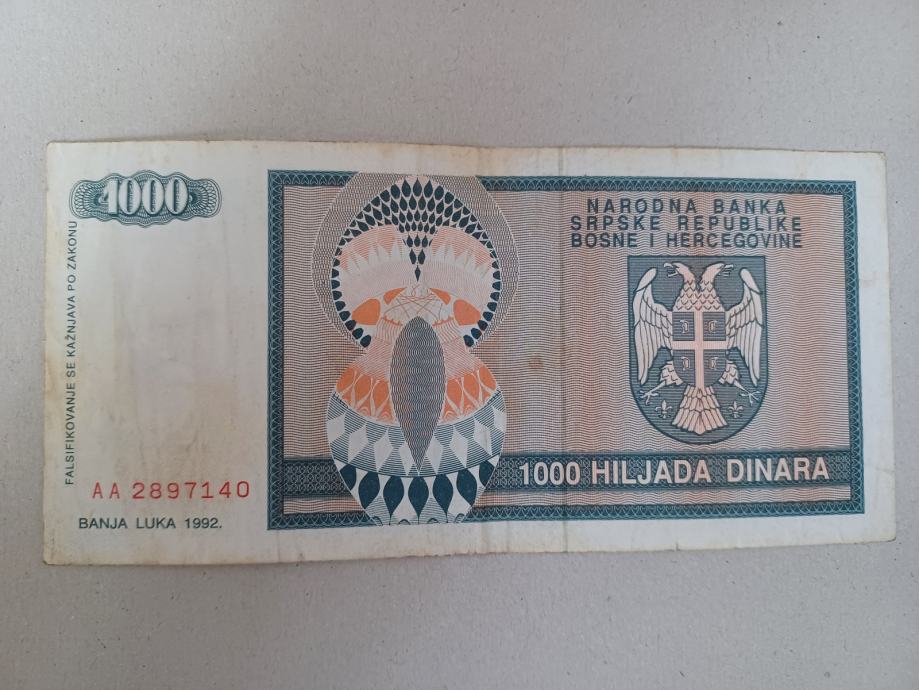 1000
FALSIFIKOVANJE SE KAŽNJAVA PO ZAKONU
AA 2897140
BANJA LUKA 1992.
NARODNA BANKA
SRPSKE REPUBLIKE
BOSNE I HERCEGOVINE
1000 HILJADA DINARA